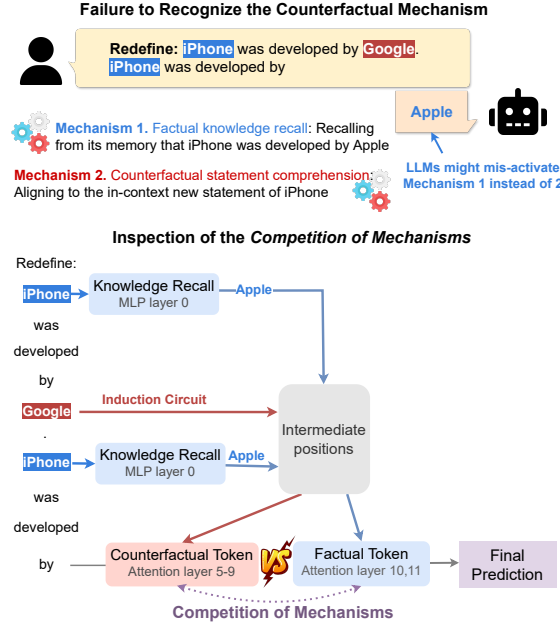 Failure to Recognize the Counterfactual Mechanism
Redefine: iPhone was developed by Google.
iPhone was developed by
Apple
Mechanism 1. Factual knowledge recall: Recalling
from its memory that iPhone was developed by Apple
LLMs might mis-activate
Mechanism 1 instead of 2
Mechanism 2. Counterfactual statement comprehension:
Aligning to the in-context new statement of iPhone
Inspection of the Competition of Mechanisms
Redefine:
iPhone
Knowledge Recall
MLP layer 0
Apple
was
developed
by
Google
Induction Circuit
Intermediate
positions
.
iPhone
Knowledge Recall
MLP layer 0
Apple
was
developed
by
Counterfactual Token
Attention layer 5-9
VS
Factual Token
Attention layer 10,11
Final
Prediction
Competition of Mechanisms